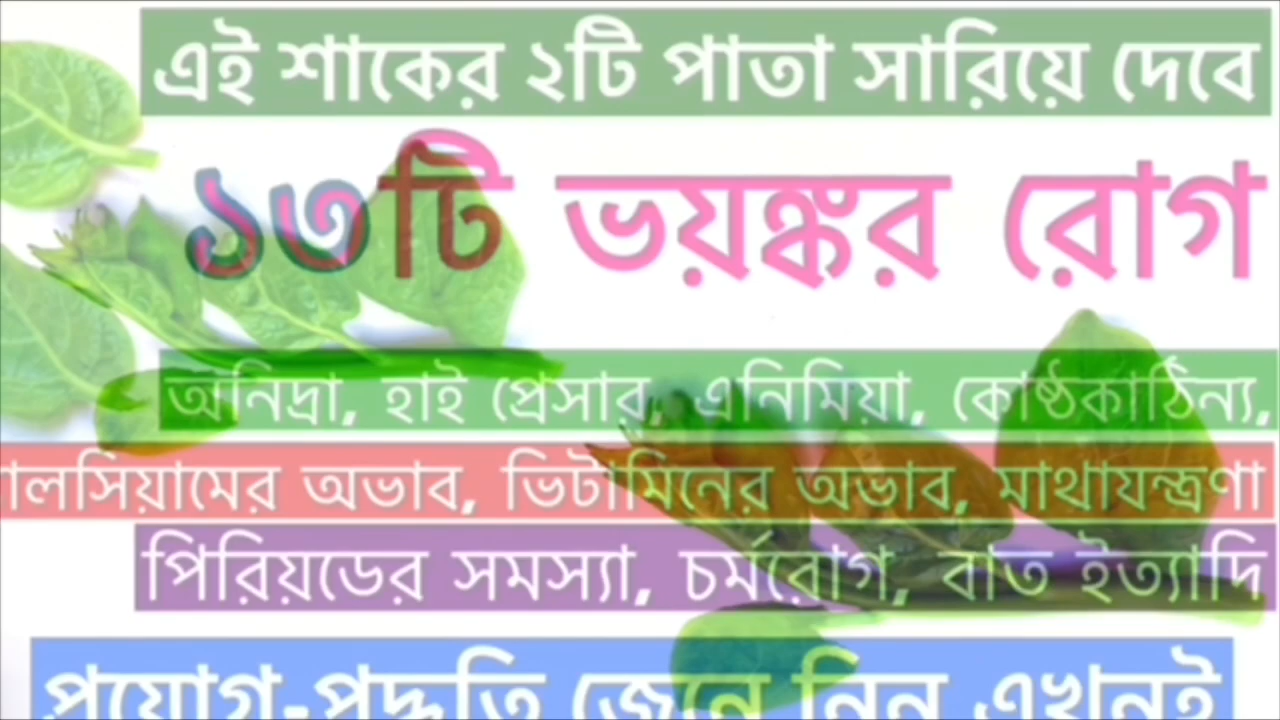 এই শাকের ২টি পাতা সারিয়ে দেবে
১৩টি ভয়ঙ্কর রোগ
অনিদ্রা, হাই প্রেসার, এনিমিয়া, কোষ্ঠকাঠিন্য,
লসিয়ামের অভাব, ভিটামিনের অভাব, মাথাযন্ত্রণা
পিরিয়ডের সমস্যা, চর্মরোগ, বাত ইত্যাদি
প্রয়োগ-পদ্ধতি জেনে নিন এখনই